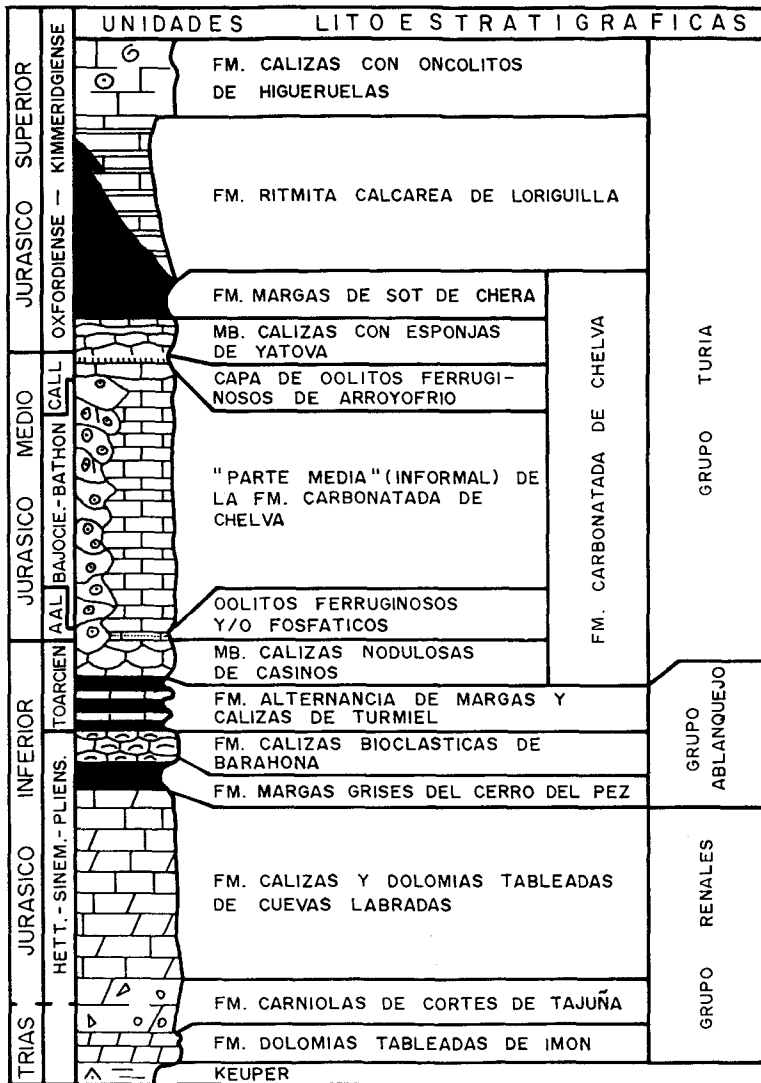 UNIDADES LITOESTRATIGRAFICAS
JURASICO SUPERIOR
JURASICO MEDIO
JURASICO INFERIOR
TRIAS
OXFORDIENSE — KIMMERIDGIENSE
CALL
BAJOCIE.-BATHON
AAL
TOARCIEN
HETT.-SINEM.-PLIENS.
FM. CALIZAS CON ONCOLITOS
DE HIGUERUELAS
FM. RITMITA CALCAREA DE LORIGUILLA
FM. MARGAS DE SOT DE CHERA
MB. CALIZAS CON ESPONJAS
DE YATOVA
CAPA DE OOLITOS FERRUGI-
NOSOS DE ARROYOFRIO
"PARTE MEDIA" (INFORMAL) DE
LA FM. CARBONATADA DE
CHELVA
OOLITOS FERRUGINOSOS
Y/O FOSFATICOS
MB. CALIZAS NODULOSAS
DE CASINOS
FM. ALTERNANCIA DE MARGAS Y
CALIZAS DE TURMIEL
FM. CALIZAS BIOCLASTICAS DE
BARAHONA
FM. MARGAS GRISES DEL CERRO DEL PEZ
FM. CALIZAS Y DOLOMIAS TABLEADAS
DE CUEVAS LABRADAS
FM. CARNIOLAS DE CORTES DE TAJUÑA
FM. DOLOMIAS TABLEADAS DE IMON
KEUPER
FM. CARBONATADA DE CHELVA
GRUPO TURIA
GRUPO
ABLANQUEJO
GRUPO RENALES